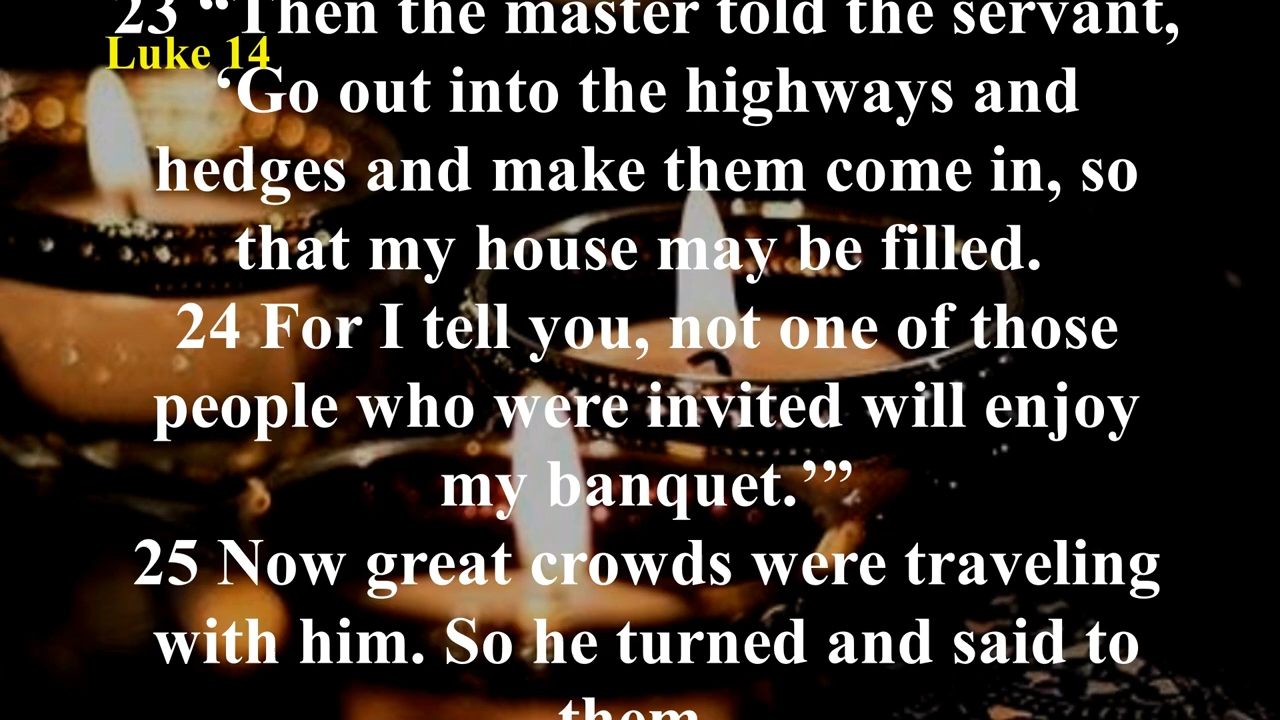 23 “Then the master told the servant,
Luke 14
‘Go out into the highways and
hedges and make them come in, so
that my house may be filled.
24 For I tell you, not one of those
people who were invited will enjoy
my banquet.’”
25 Now great crowds were traveling
with him. So he turned and said to
them